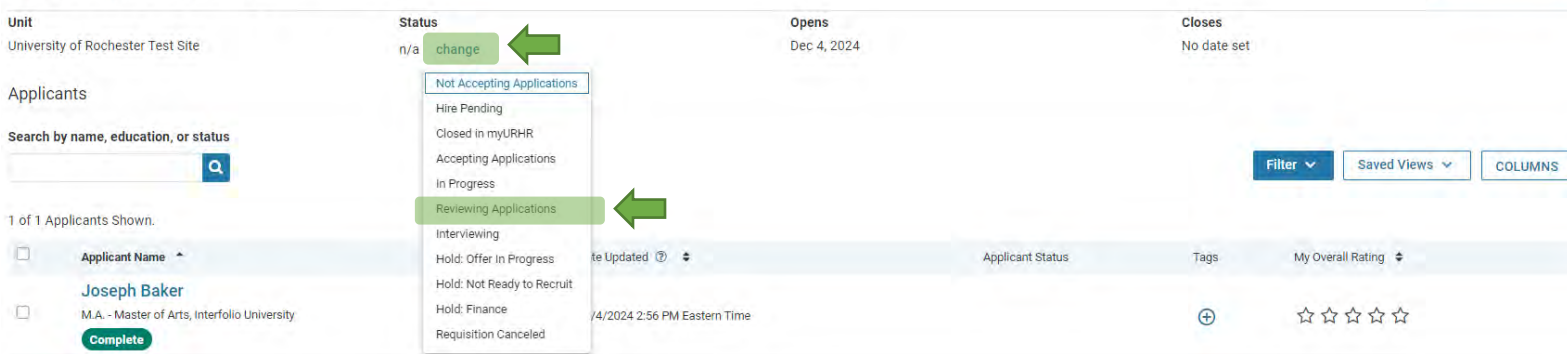 Unit
Status
Opens
Closes
University of Rochester Test Site
n/a change
Dec 4, 2024
No date set
Not Accepting Applications
Applicants
Hire Pending
Closed in myURHR
Search by name, education, or status
Accepting Applications
Filter
Saved Views
COLUMNS
In Progress
Reviewing Applications
1 of 1 Applicants Shown.
Interviewing
Applicant Name
te Updated
Applicant Status
Tags
My Overall Rating
Hold: Offer In Progress
Hold: Not Ready to Recruit
Joseph Baker
Hold: Finance
M.A. - Master of Arts, Interfolio University
/4/2024 2:56 PM Eastern Time
Requisition Canceled
Complete